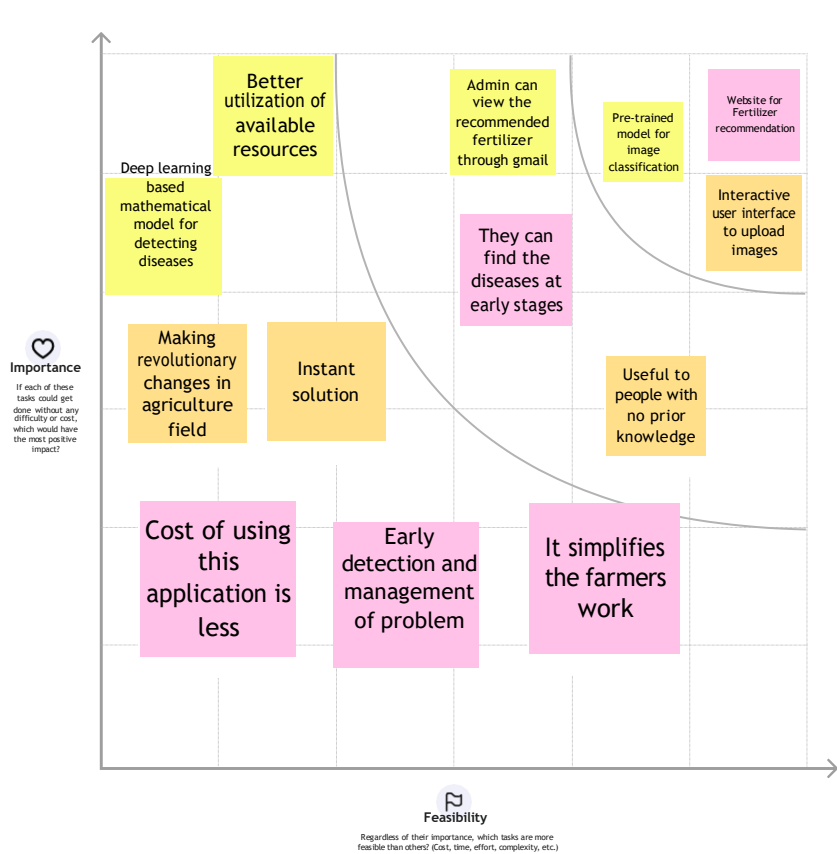 Better
utilization of
available
resources
Admin can
view the
recommended
fertilizer
through gmail
Pre-trained
model for
image
classification
Website for
Fertilizer
recommendation
Deep learning
based
mathematical
model for
detecting
diseases
Interactive
user interface
to upload
images
They can
find the
diseases at
early stages
Making
revolutionary
changes in
agriculture
field
Instant
solution
Useful to
people with
no prior
knowledge
Importance
If each of these
tasks could get
done without any
difficulty or cost,
which would have
the most positive
impact?
Cost of using
this
application is
less
Early
detection and
management
of problem
It simplifies
the farmers
work
Feasibility
Regardless of their importance, which tasks are more
feasible than others? (Cost, time, effort, complexity, etc.)